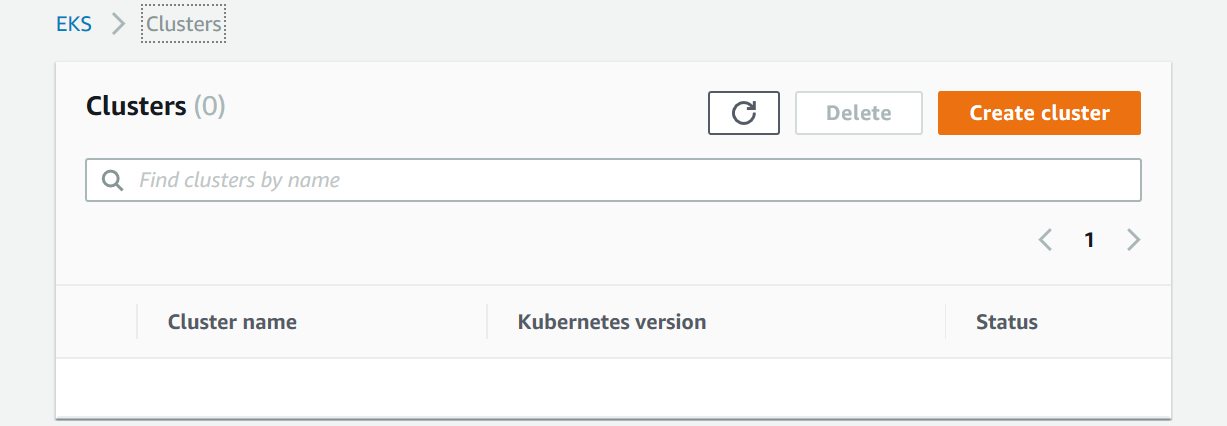 EKS Clusters
Clusters (0)
Delete Create cluster
Find clusters by name
1
Cluster name Kubernetes version Status